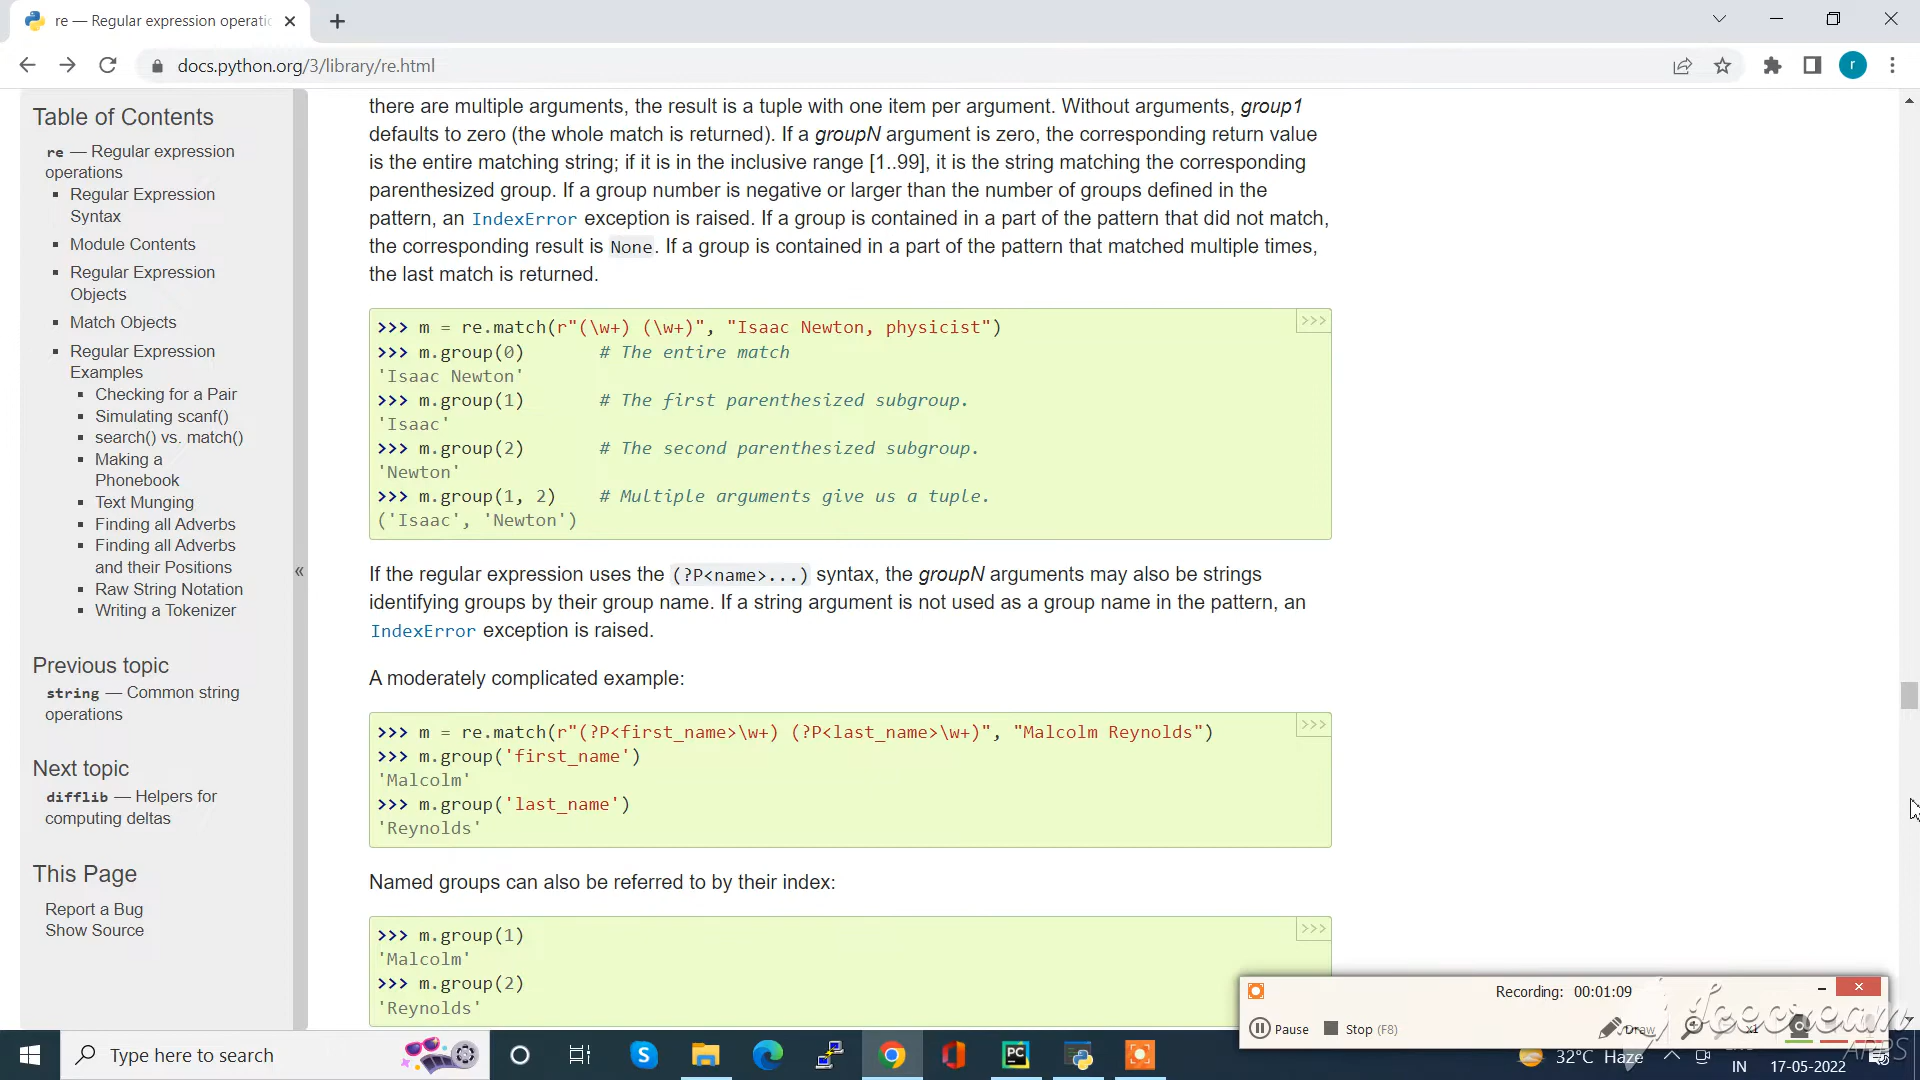 re — Regular expression operatic
docs.python.org/3/library/re.html
r
Table of Contents
re — Regular expression
operations
Regular Expression
Syntax
Module Contents
Regular Expression
Objects
Match Objects
Regular Expression
Examples
Checking for a Pair
Simulating scanf()
search() vs. match()
Making a
Phonebook
Text Munging
Finding all Adverbs
Finding all Adverbs
and their Positions
Raw String Notation
Writing a Tokenizer
Previous topic
string — Common string
operations
Next topic
difflib — Helpers for
computing deltas
This Page
Report a Bug
Show Source
«
there are multiple arguments, the result is a tuple with one item per argument. Without arguments, group1
defaults to zero (the whole match is returned). If a groupN argument is zero, the corresponding return value
is the entire matching string; if it is in the inclusive range [1..99], it is the string matching the corresponding
parenthesized group. If a group number is negative or larger than the number of groups defined in the
pattern, an IndexError exception is raised. If a group is contained in a part of the pattern that did not match,
the corresponding result is None. If a group is contained in a part of the pattern that matched multiple times,
the last match is returned.
>>>
>>> m = re.match(r"(\w+) (\w+)", "Isaac Newton, physicist")
>>> m.group(0)       # The entire match
'Isaac Newton'
>>> m.group(1)       # The first parenthesized subgroup.
'Isaac'
>>> m.group(2)       # The second parenthesized subgroup.
'Newton'
>>> m.group(1, 2)    # Multiple arguments give us a tuple.
('Isaac', 'Newton')
If the regular expression uses the (?P<name>...) syntax, the groupN arguments may also be strings
identifying groups by their group name. If a string argument is not used as a group name in the pattern, an
IndexError exception is raised.
A moderately complicated example:
>>>
>>> m = re.match(r"(?P<first_name>\w+) (?P<last_name>\w+)", "Malcolm Reynolds")
>>> m.group('first_name')
'Malcolm'
>>> m.group('last_name')
'Reynolds'
Named groups can also be referred to by their index:
>>>
>>> m.group(1)
'Malcolm'
>>> m.group(2)
'Reynolds'
Recording: 00:01:09
Pause Stop (F8) Draw x1
Icecream
APPS
Type here to search
S
PC
32°C Haze
IN
17-05-2022